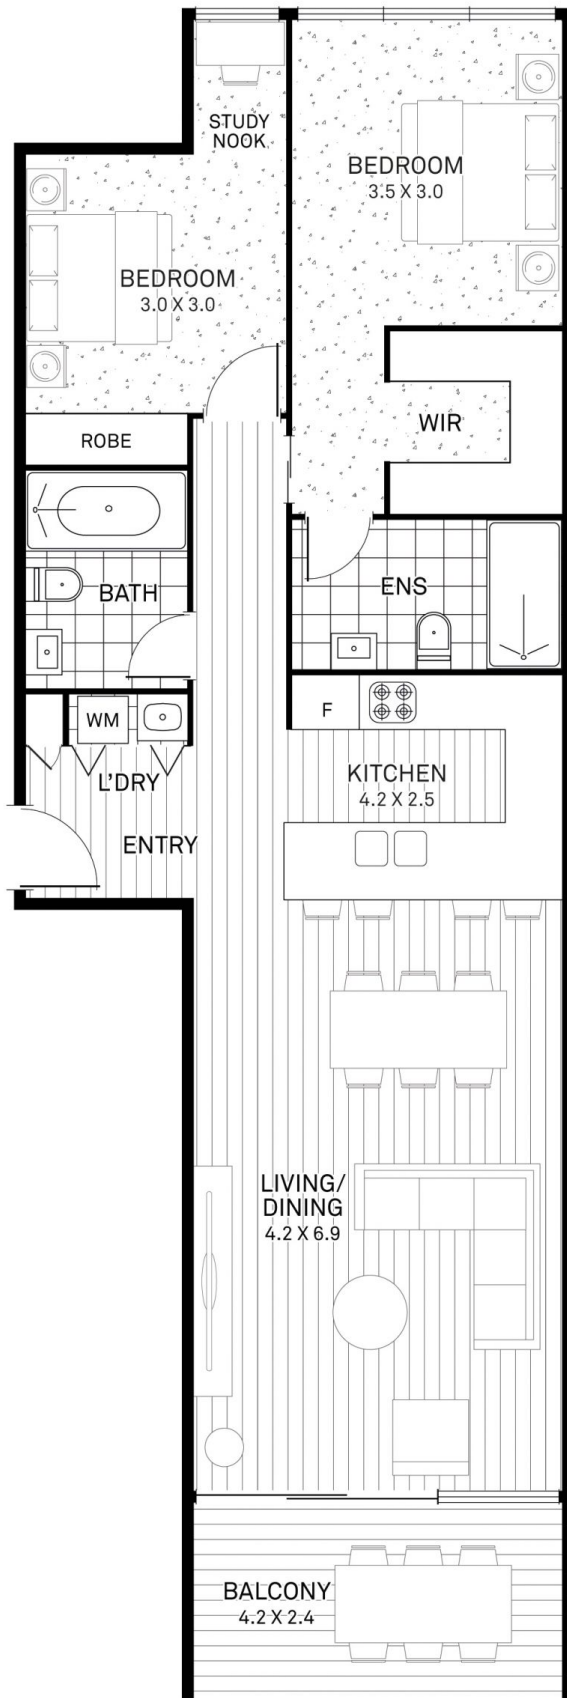 STUDY
NOOK
BEDROOM
3.5 X 3.0
BEDROOM
3.0 X 3.0
WIR
ROBE
BATH
ENS
WM
F
L'DRY
KITCHEN
4.2 X 2.5
ENTRY
LIVING/
DINING
4.2 X 6.9
BALCONY
4.2 X 2.4